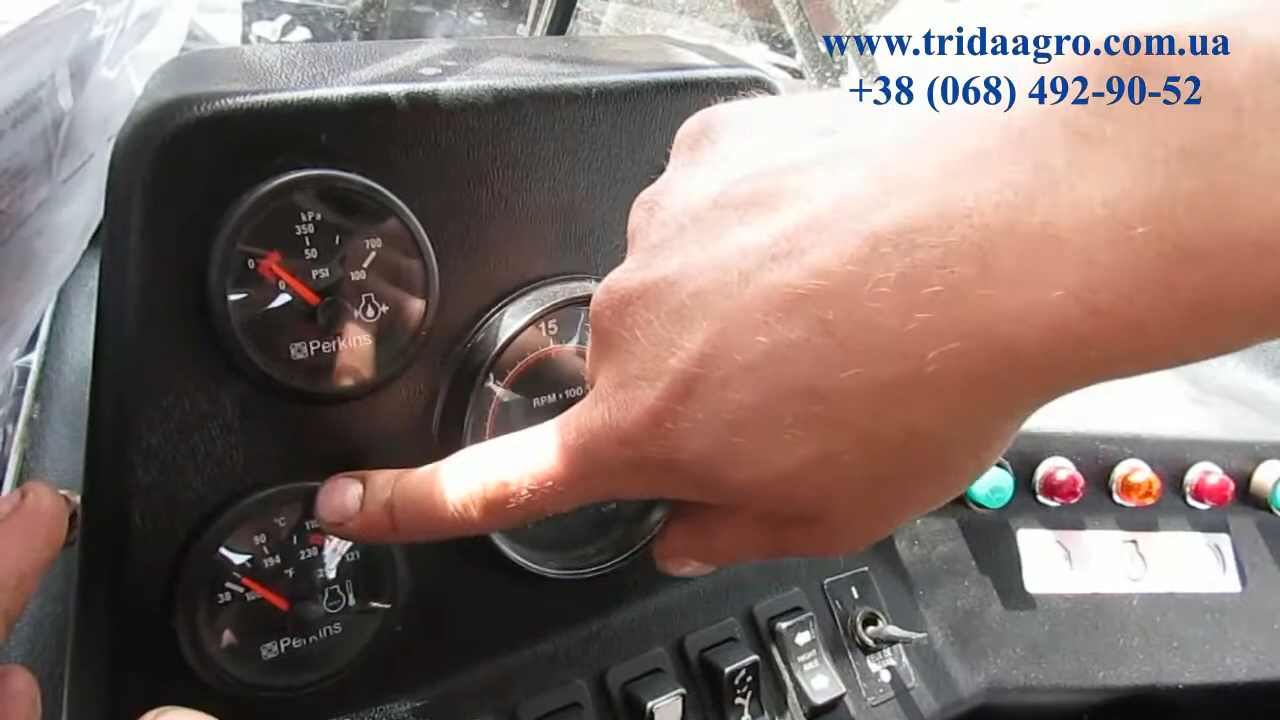 www.tridaagro.com.ua
+38 (068) 492-90-52
kPa
350
700
50
0
0
PSI
100
Perkins
15
RPM × 100
°C
90
194
230
121
°F
38
Perkins